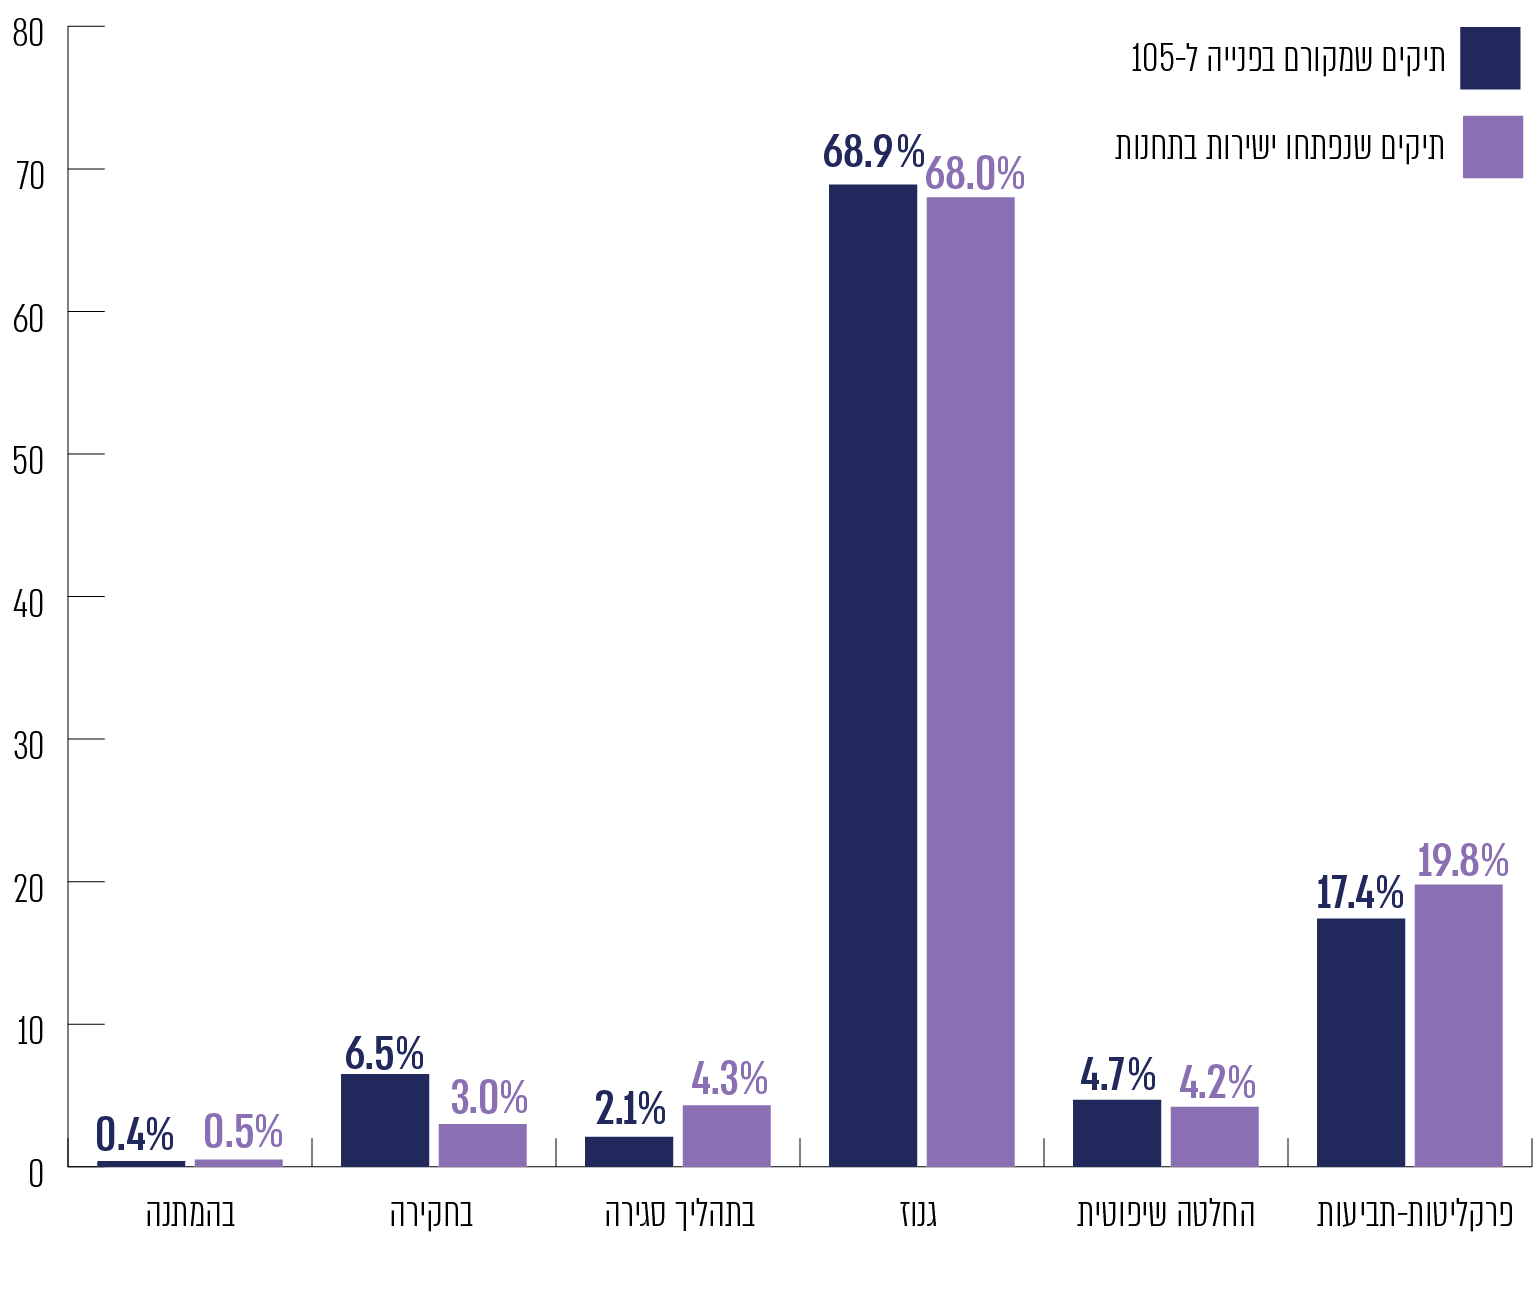 תיקים שמקורם בפנייה ל-105
תיקים שנפתחו ישירות בתחנות
80
70
60
50
40
30
20
10
0
0.4%
0.5%
6.5%
3.0%
2.1%
4.3%
68.9%
68.0%
4.7%
4.2%
17.4%
19.8%
בהמתנה
בחקירה
בתהליך סגירה
גנוז
החלטה שיפוטית
פרקליטות-תביעות